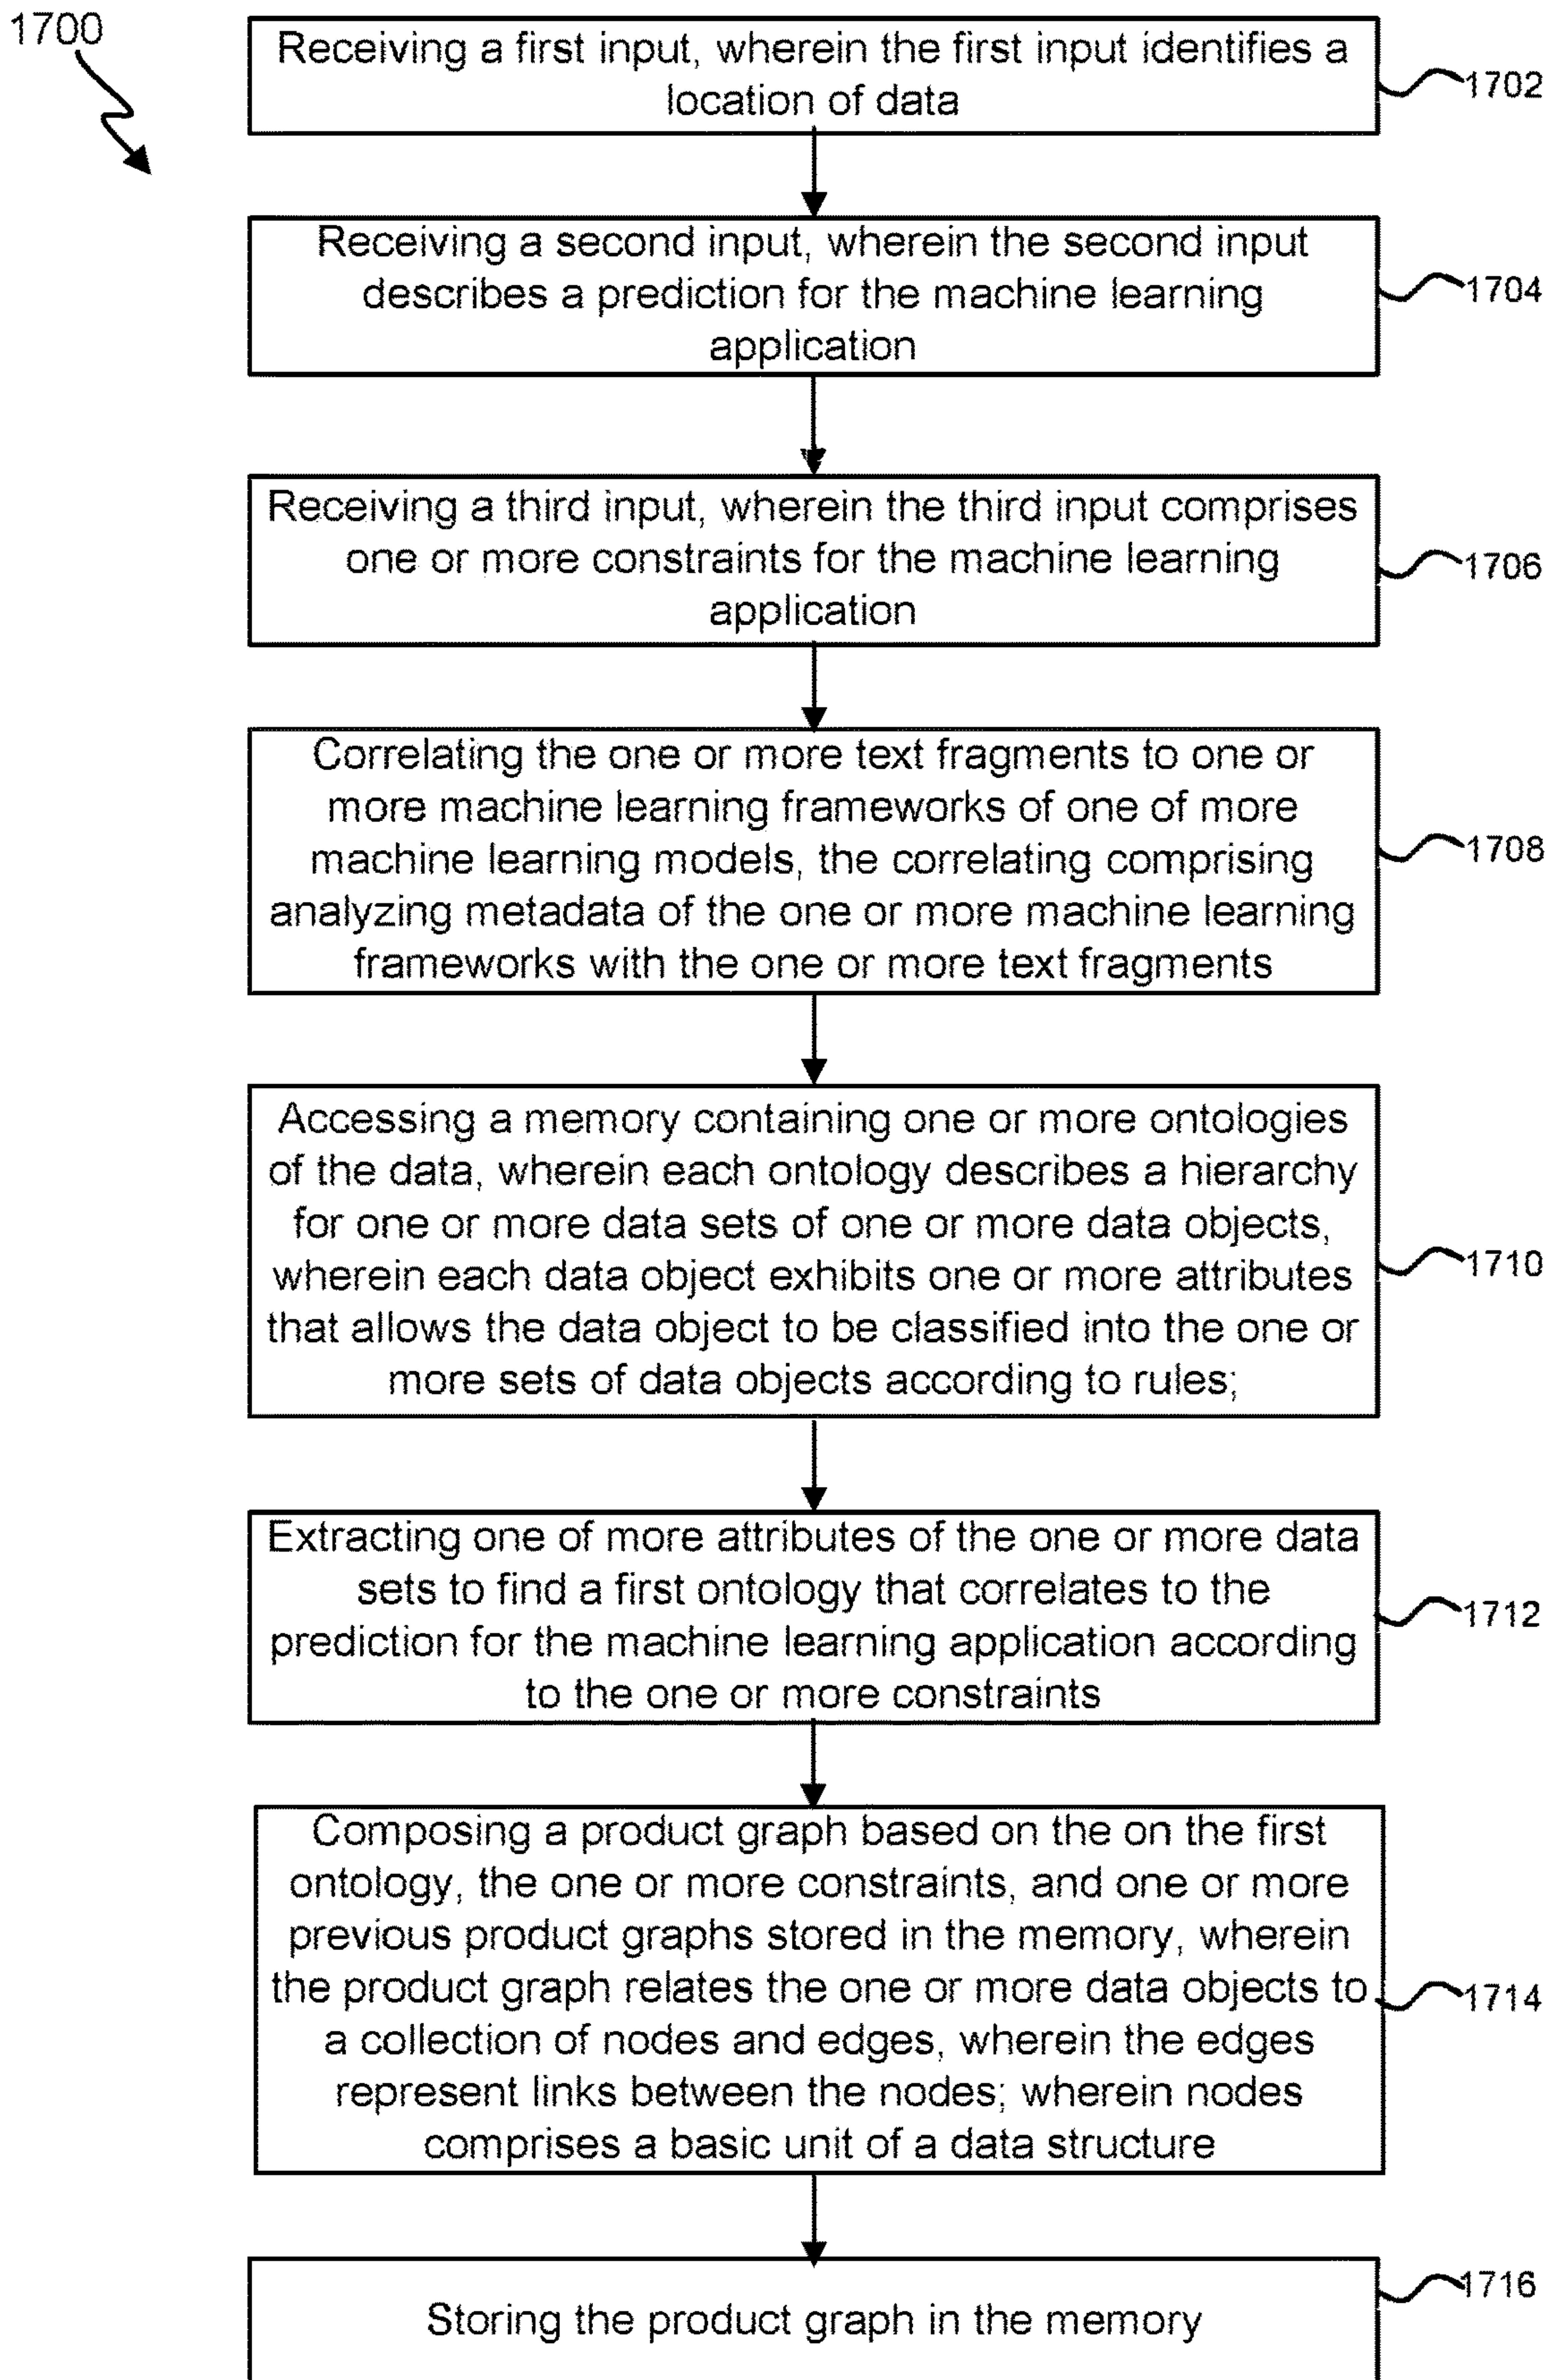 1700
Receiving a first input, wherein the first input identifies a
location of data
1702
Receiving a second input, wherein the second input
describes a prediction for the machine learning
application
1704
Receiving a third input, wherein the third input comprises
one or more constraints for the machine learning
application
1706
Correlating the one or more text fragments to one or
more machine learning frameworks of one of more
machine learning models, the correlating comprising
analyzing metadata of the one or more machine learning
frameworks with the one or more text fragments
1708
Accessing a memory containing one or more ontologies
of the data, wherein each ontology describes a hierarchy
for one or more data sets of one or more data objects,
wherein each data object exhibits one or more attributes
that allows the data object to be classified into the one or
more sets of data objects according to rules;
1710
Extracting one of more attributes of the one or more data
sets to find a first ontology that correlates to the
prediction for the machine learning application according
to the one or more constraints
1712
Composing a product graph based on the on the first
ontology, the one or more constraints, and one or more
previous product graphs stored in the memory, wherein
the product graph relates the one or more data objects to
a collection of nodes and edges, wherein the edges
represent links between the nodes; wherein nodes
comprises a basic unit of a data structure
1714
Storing the product graph in the memory
1716